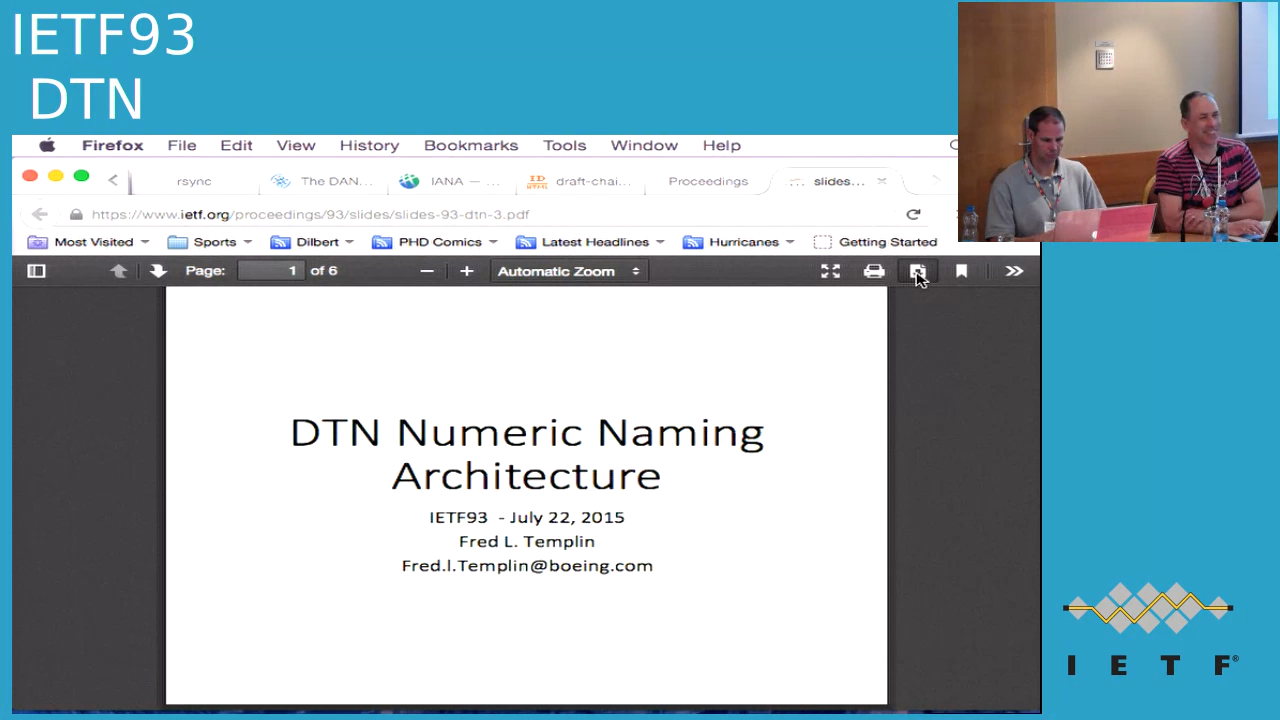 IETF93
DTN
Firefox File Edit View History Bookmarks Tools Window Help
rsync The DAN... IANA — ... draft-chai... Proceedings slides...
https://www.ietf.org/proceedings/93/slides/slides-93-dtn-3.pdf
Most Visited Sports Dilbert PHD Comics Latest Headlines Hurricanes Getting Started
Page: 1 of 6 Automatic Zoom
DTN Numeric Naming
Architecture
IETF93 - July 22, 2015
Fred L. Templin
Fred.l.Templin@boeing.com
I E T F®